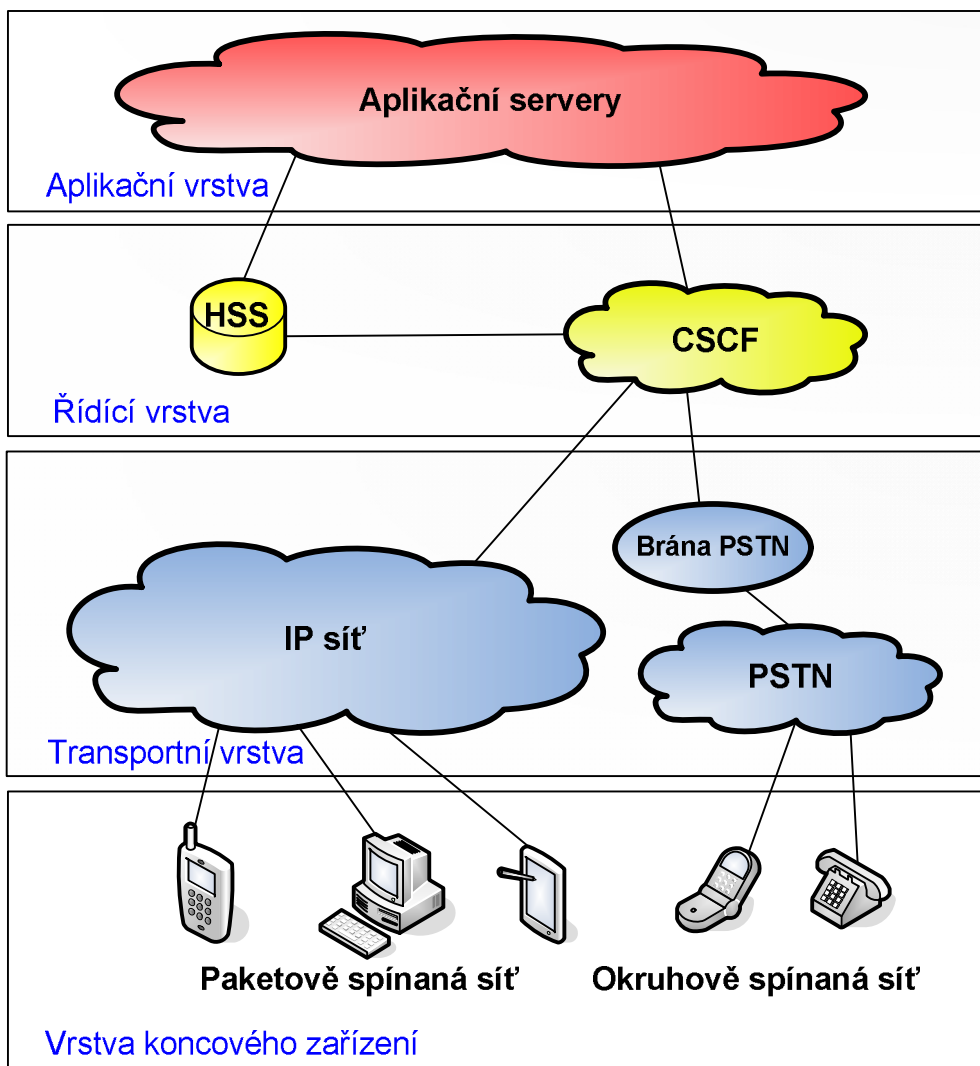 Aplikační servery
Aplikační vrstva
HSS
CSCF
Řídící vrstva
Brána PSTN
IP síť
PSTN
Transportní vrstva
Paketově spínaná síť
Okruhově spínaná síť
Vrstva koncového zařízení